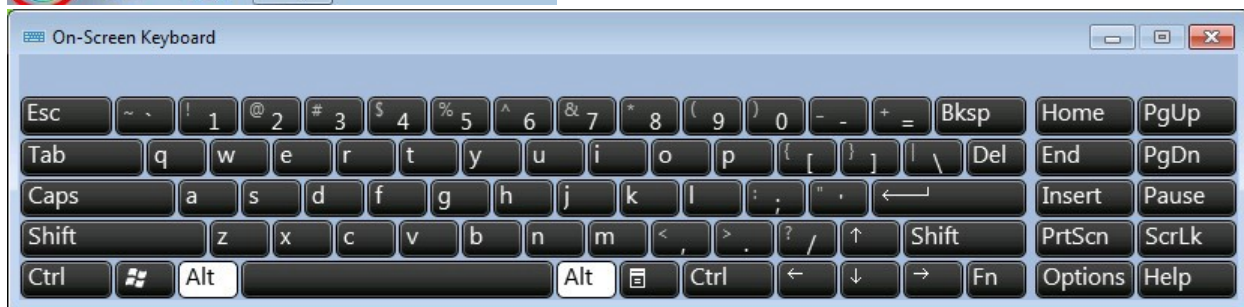 On-Screen Keyboard
Esc ~ ` ! 1 @ 2 # 3 $ 4 % 5 ^ 6 & 7 * 8 ( 9 ) 0 - - + = Bksp Home PgUp
Tab q w e r t y u i o p { [ } ] | \ Del End PgDn
Caps a s d f g h j k l : ; " ' Insert Pause
Shift z x c v b n m < , > . ? / ↑ Shift PrtScn ScrLk
Ctrl Alt Alt Ctrl ← ↓ → Fn Options Help